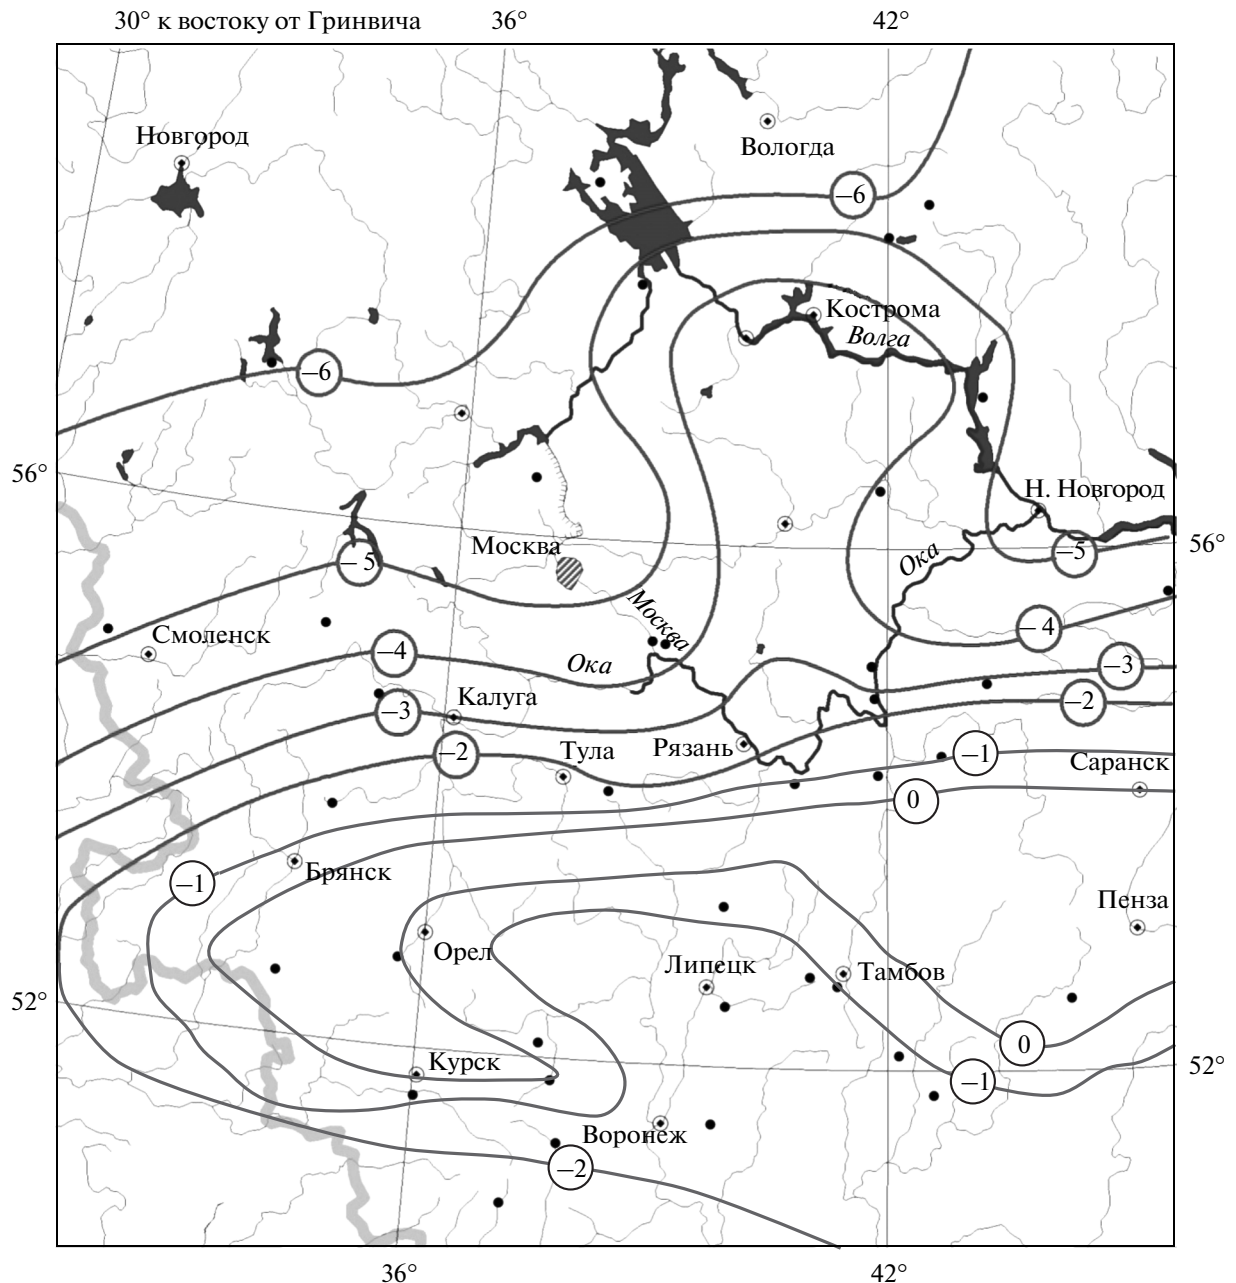 30° к востоку от Гринвича 36° 42°
Новгород
Вологда
−6
Кострома
Волга
−6
56°
Н. Новгород
Москва
Ока
56°
−5
− 5
Москва
Смоленск
− 4
−4
Ока
−3
Калуга
−2
−3
Тула
Рязань
−2
−1
Саранск
0
Брянск
−1
Пенза
Орел
Липецк
Тамбов
52°
0
Курск
52°
−1
Воронеж
−2
36° 42°